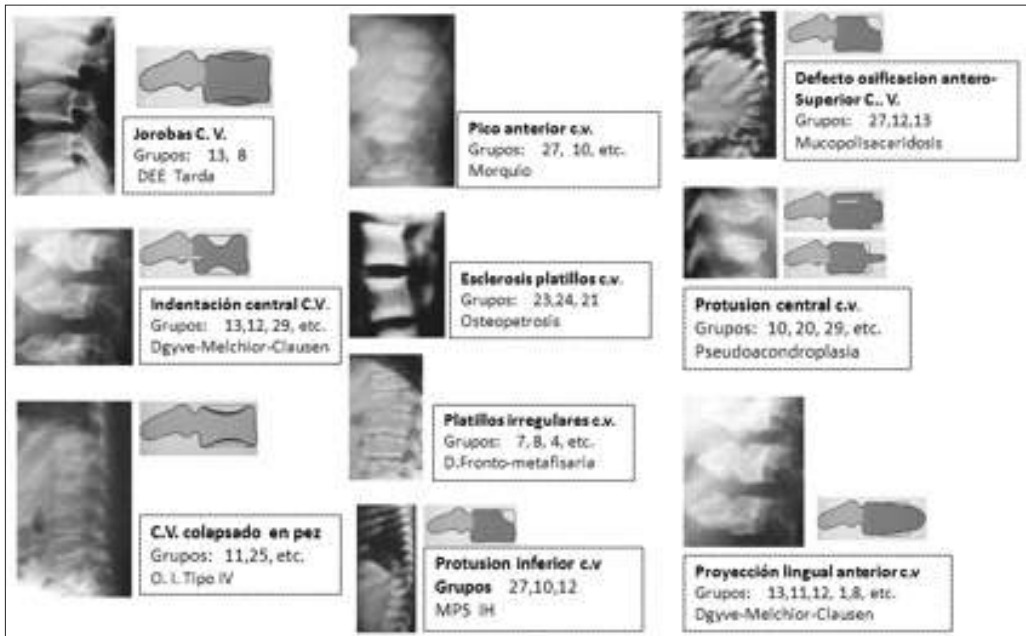 Jorobas C. V.
Grupos: 13, 8
DEE Tarda
Indentación central C.V.
Grupos: 13,12, 29, etc.
Dgyve-Melchior-Clausen
C.V. colapsado en pez
Grupos: 11,25, etc.
O. I. Tipo IV
Pico anterior c.v.
Grupos: 27, 10, etc.
Morquio
Esclerosis platillos c.v.
Grupos: 23,24, 21
Osteopetrosis
Platillos irregulares c.v.
Grupos: 7, 8, 4, etc.
D.Fronto-metafisaria
Protusion inferior c.v
Grupos 27,10,12
MPS IH
Defecto osificacion antero-
Superior C.. V.
Grupos: 27,12,13
Mucopolisacaridosis
Protusion central c.v.
Grupos: 10, 20, 29, etc.
Pseudoacondroplasia
Proyección lingual anterior c.v
Grupos: 13,11,12, 1,8, etc.
Dgyve-Melchior-Clausen